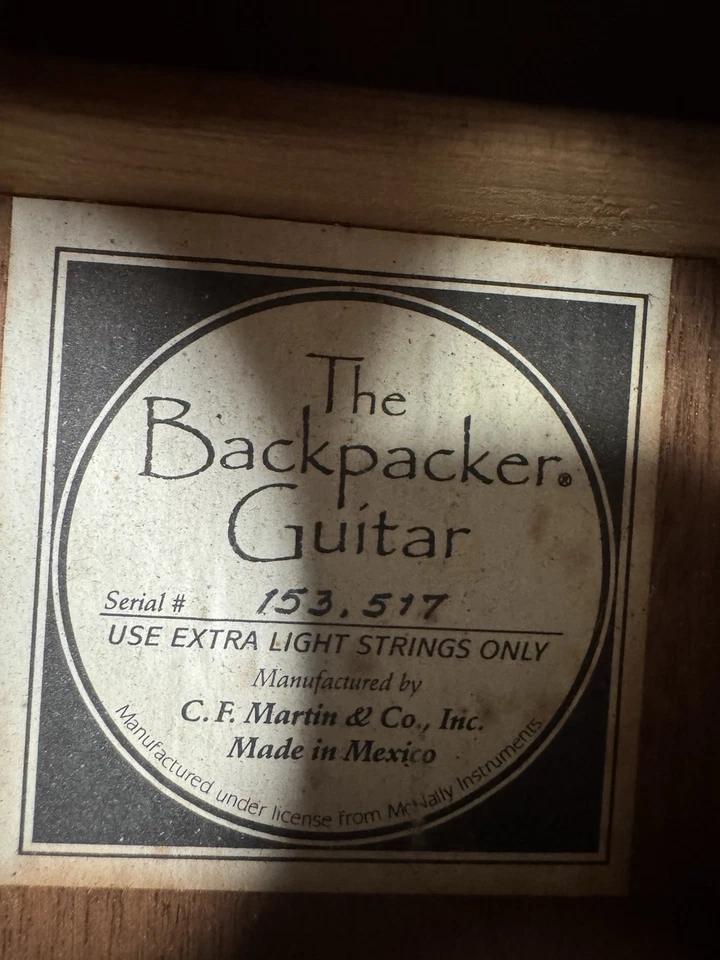 The
Backpacker®
Guitar
Serial # 153,517
USE EXTRA LIGHT STRINGS ONLY
Manufactured by
C. F. Martin & Co., Inc.
Made in Mexico
Manufactured under license from McNally Instruments